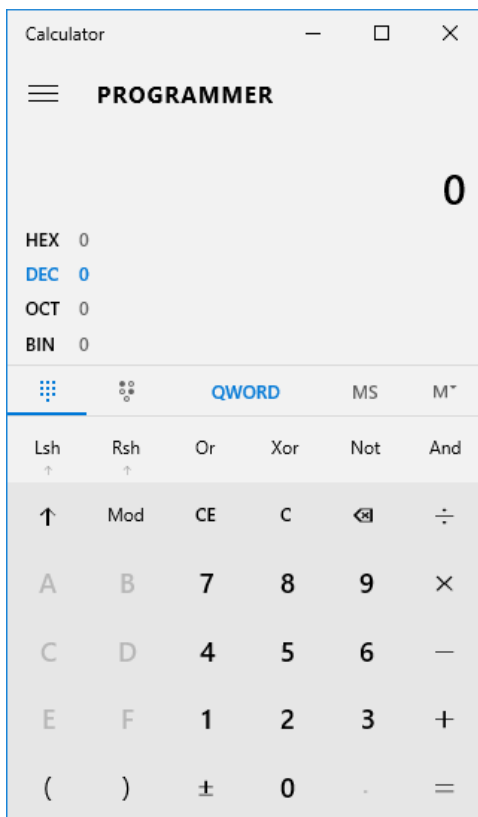 Calculator
PROGRAMMER
0
HEX 0
DEC 0
OCT 0
BIN 0
QWORD MS M
Lsh Rsh Or Xor Not And
↑ Mod CE C ÷
A B 7 8 9 ×
C D 4 5 6 −
E F 1 2 3 +
( ) ± 0 . =